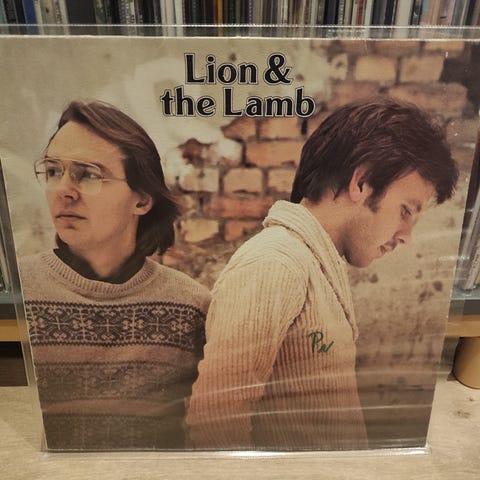 Lion &
the Lamb